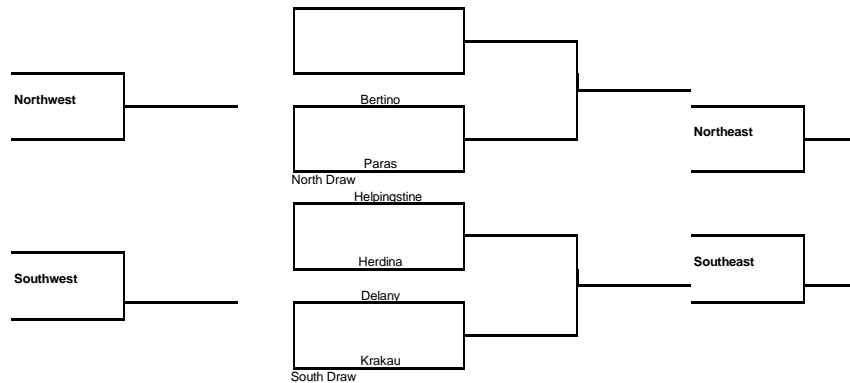 Northwest
Bertino
Northeast
Paras
North Draw
Helpingstine
Herdina
Southwest
Southeast
Delany
Krakau
South Draw